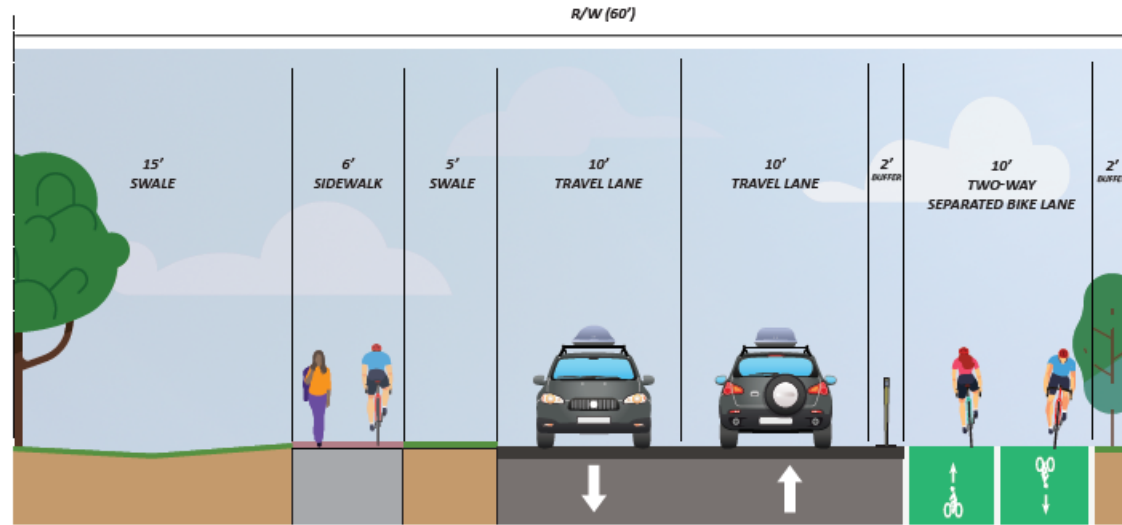 R/W (60')
15'
SWALE
6'
SIDEWALK
5'
SWALE
10'
TRAVEL LANE
10'
TRAVEL LANE
2'
BUFFER
10'
TWO-WAY
SEPARATED BIKE LANE
2'
BUFFER